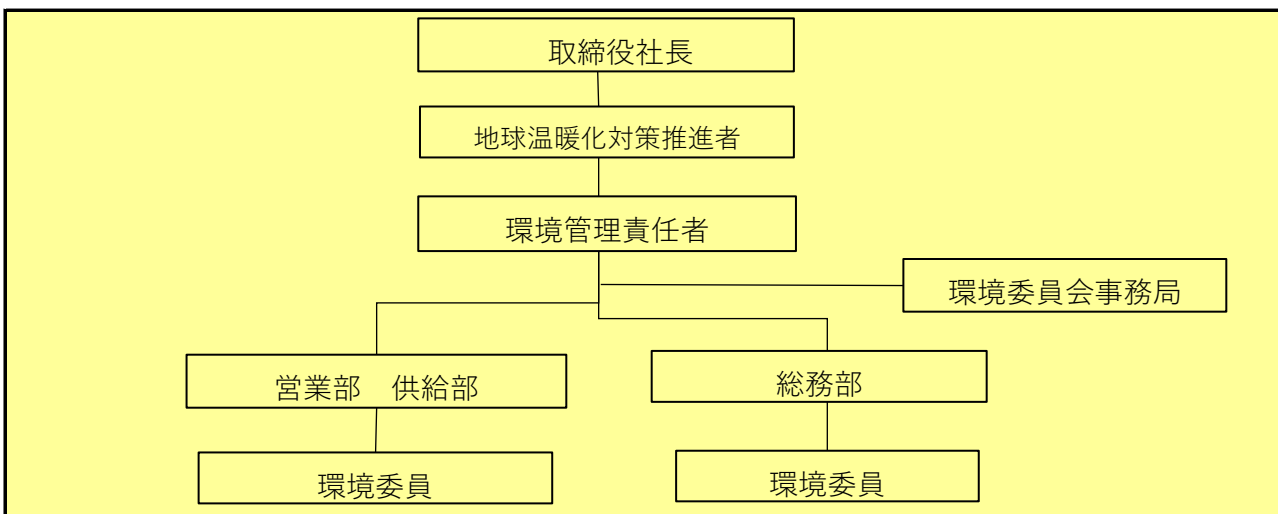 取締役社長
地球温暖化対策推進者
環境管理責任者
環境委員会事務局
営業部　供給部
総務部
環境委員
環境委員